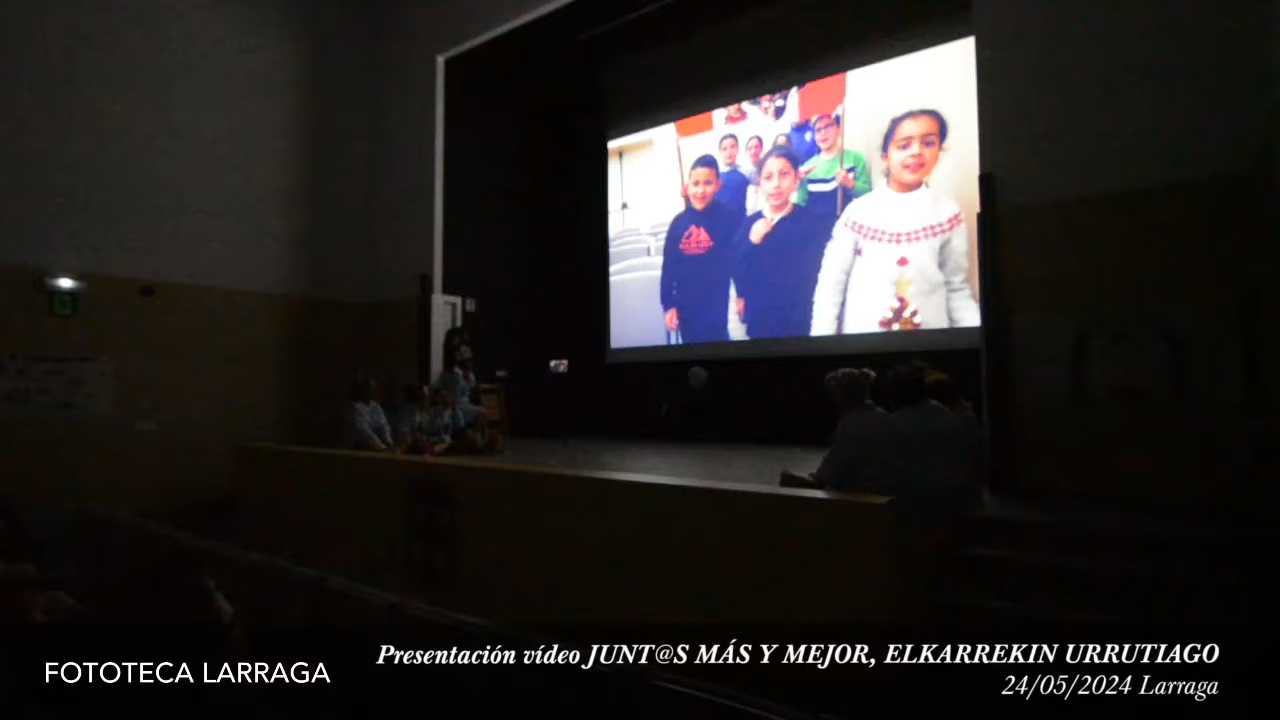 Presentación vídeo JUNT@S MÁS Y MEJOR, ELKARREKIN URRUTIAGO
FOTOTECA LARRAGA
24/05/2024 Larraga